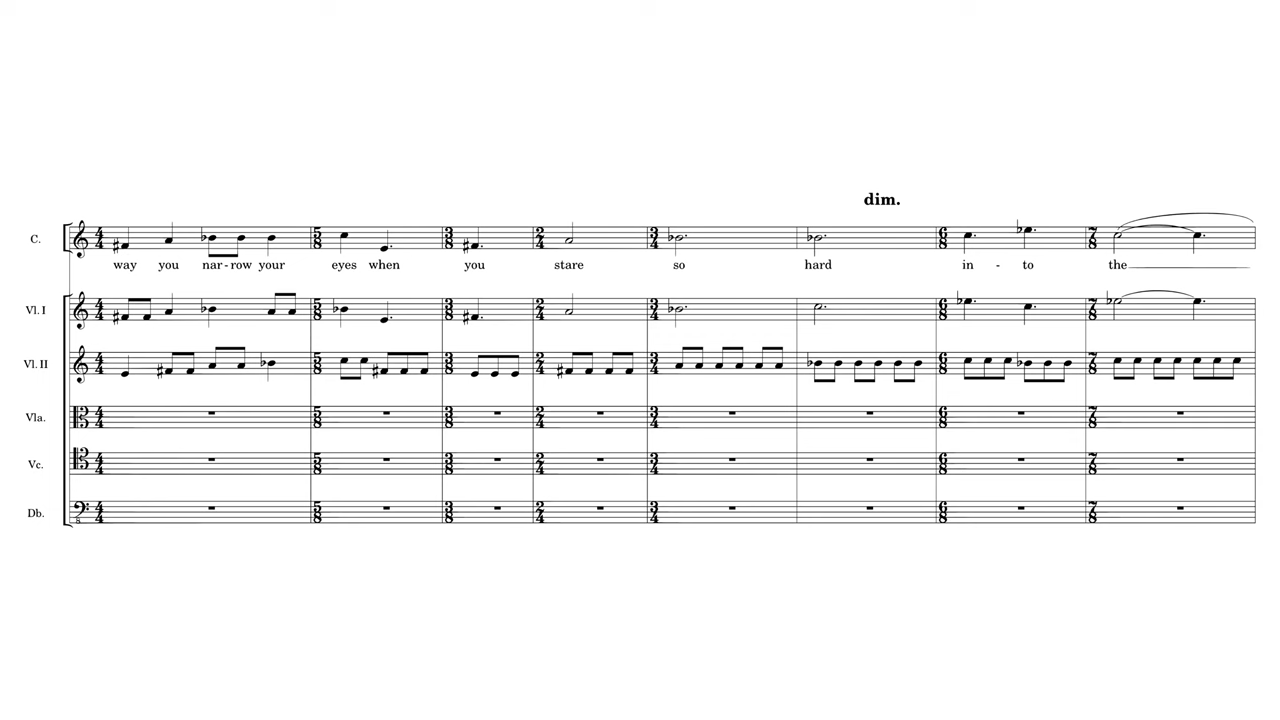 dim.
C.
way you nar - row your eyes when you stare so hard in - to the
Vl. I
Vl. II
Vla.
Vc.
Db.